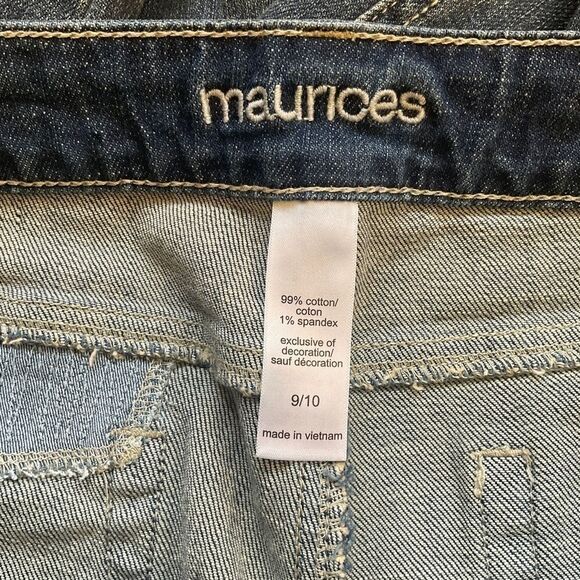 maurices
99% cotton/
coton
1% spandex
exclusive of
decoration/
sauf décoration
9/10
made in vietnam